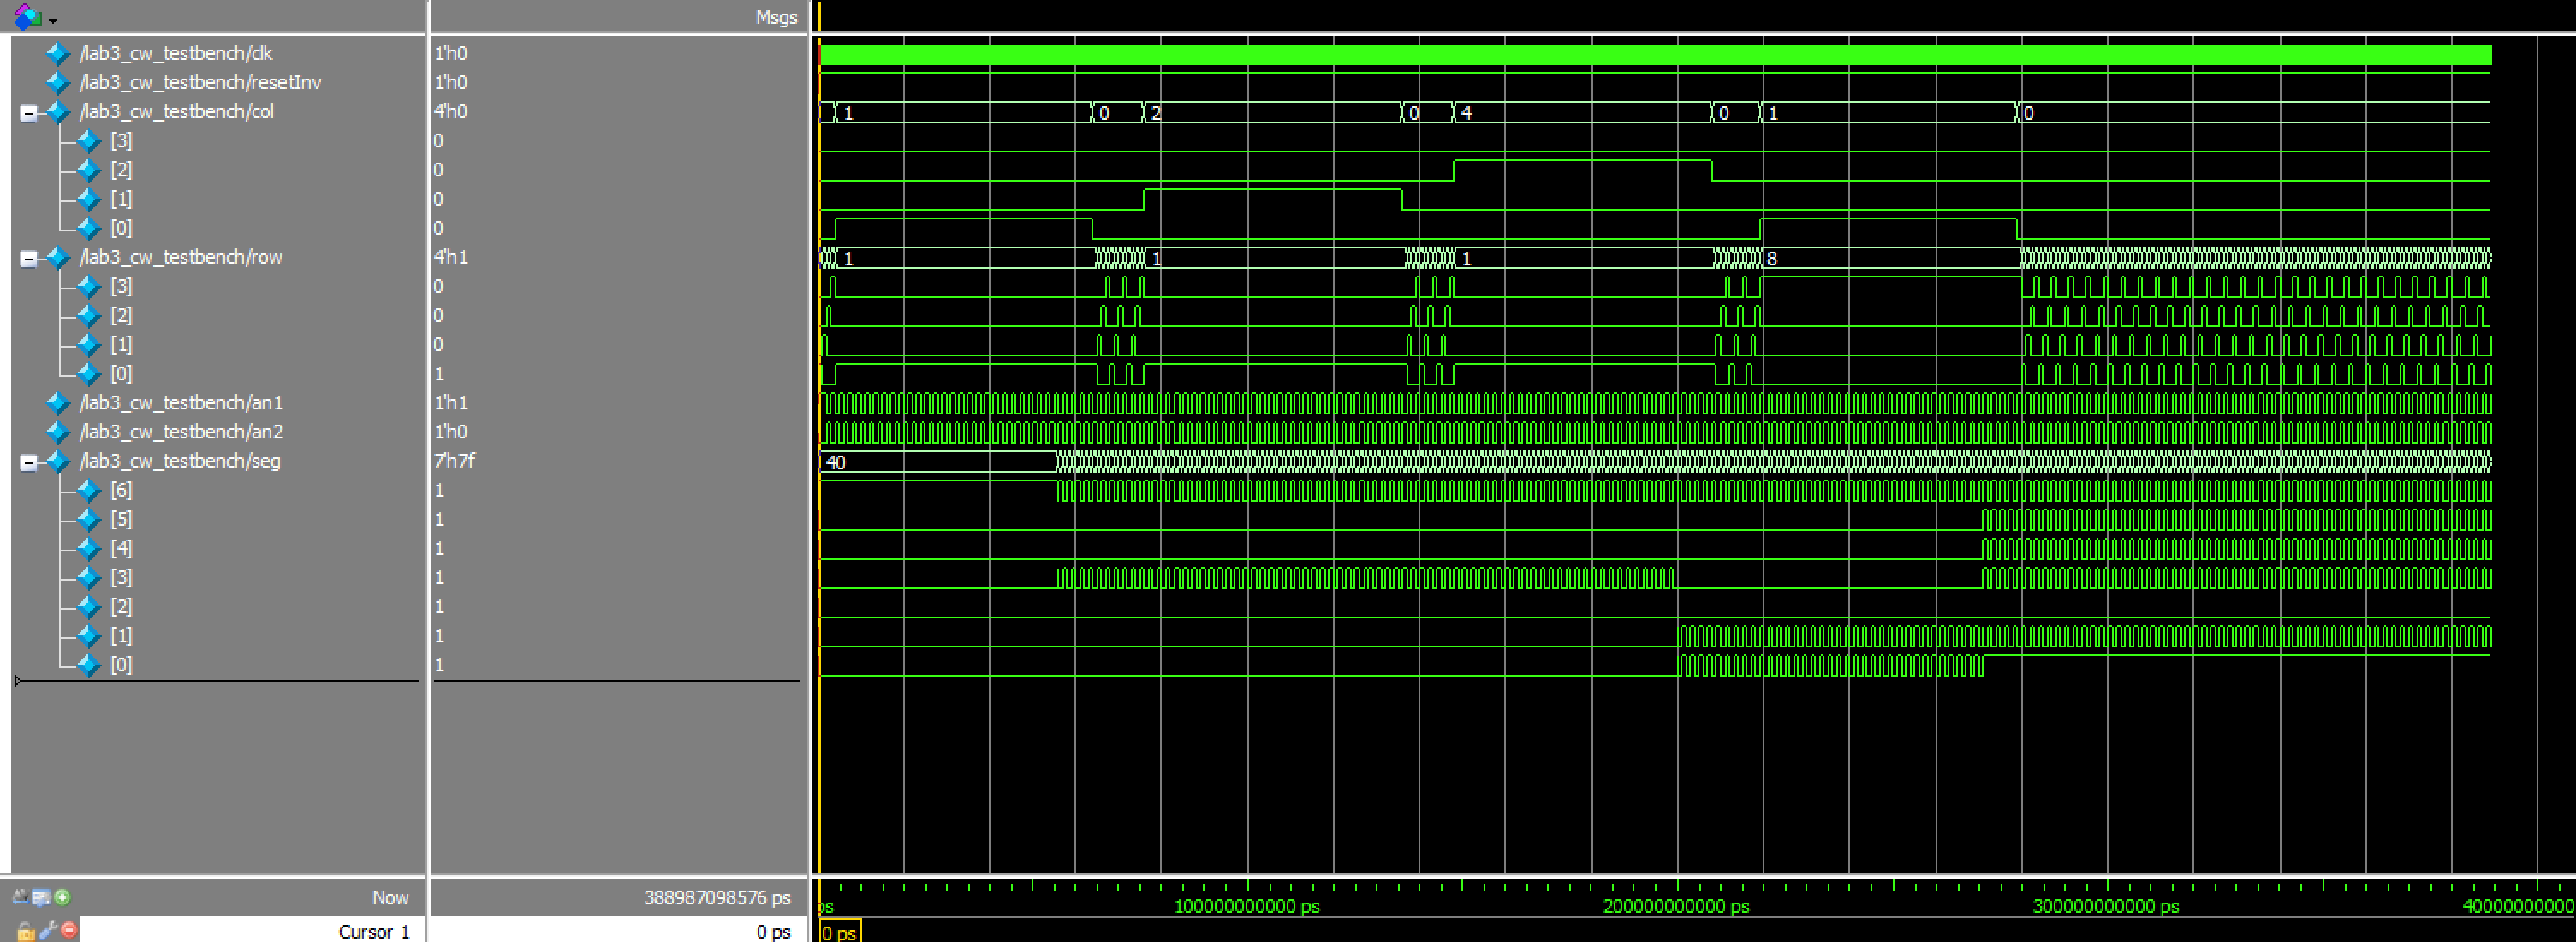 Msgs
/lab3_cw_testbench/clk 1'h0
/lab3_cw_testbench/resetInv 1'h0
/lab3_cw_testbench/col 4'h0 1 0 2 0 4 0 1 0
[3] 0
[2] 0
[1] 0
[0] 0
/lab3_cw_testbench/row 4'h1 1 1 1 8
[3] 0
[2] 0
[1] 0
[0] 1
/lab3_cw_testbench/an1 1'h1
/lab3_cw_testbench/an2 1'h0
/lab3_cw_testbench/seg 7'h7f 40
[6] 1
[5] 1
[4] 1
[3] 1
[2] 1
[1] 1
[0] 1
Now 388987098576 ps ps 100000000000 ps 200000000000 ps 300000000000 ps 40000000000
Cursor 1 0 ps 0 ps